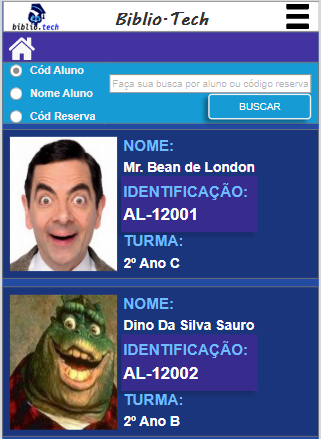 biblio.tech
Biblio-Tech
Cód Aluno
Nome Aluno
Cód Reserva
Faça sua busca por aluno ou código reserva
BUSCAR
NOME:
Mr. Bean de London
IDENTIFICAÇÃO:
AL-12001
TURMA:
2º Ano C
NOME:
Dino Da Silva Sauro
IDENTIFICAÇÃO:
AL-12002
TURMA:
2º Ano B